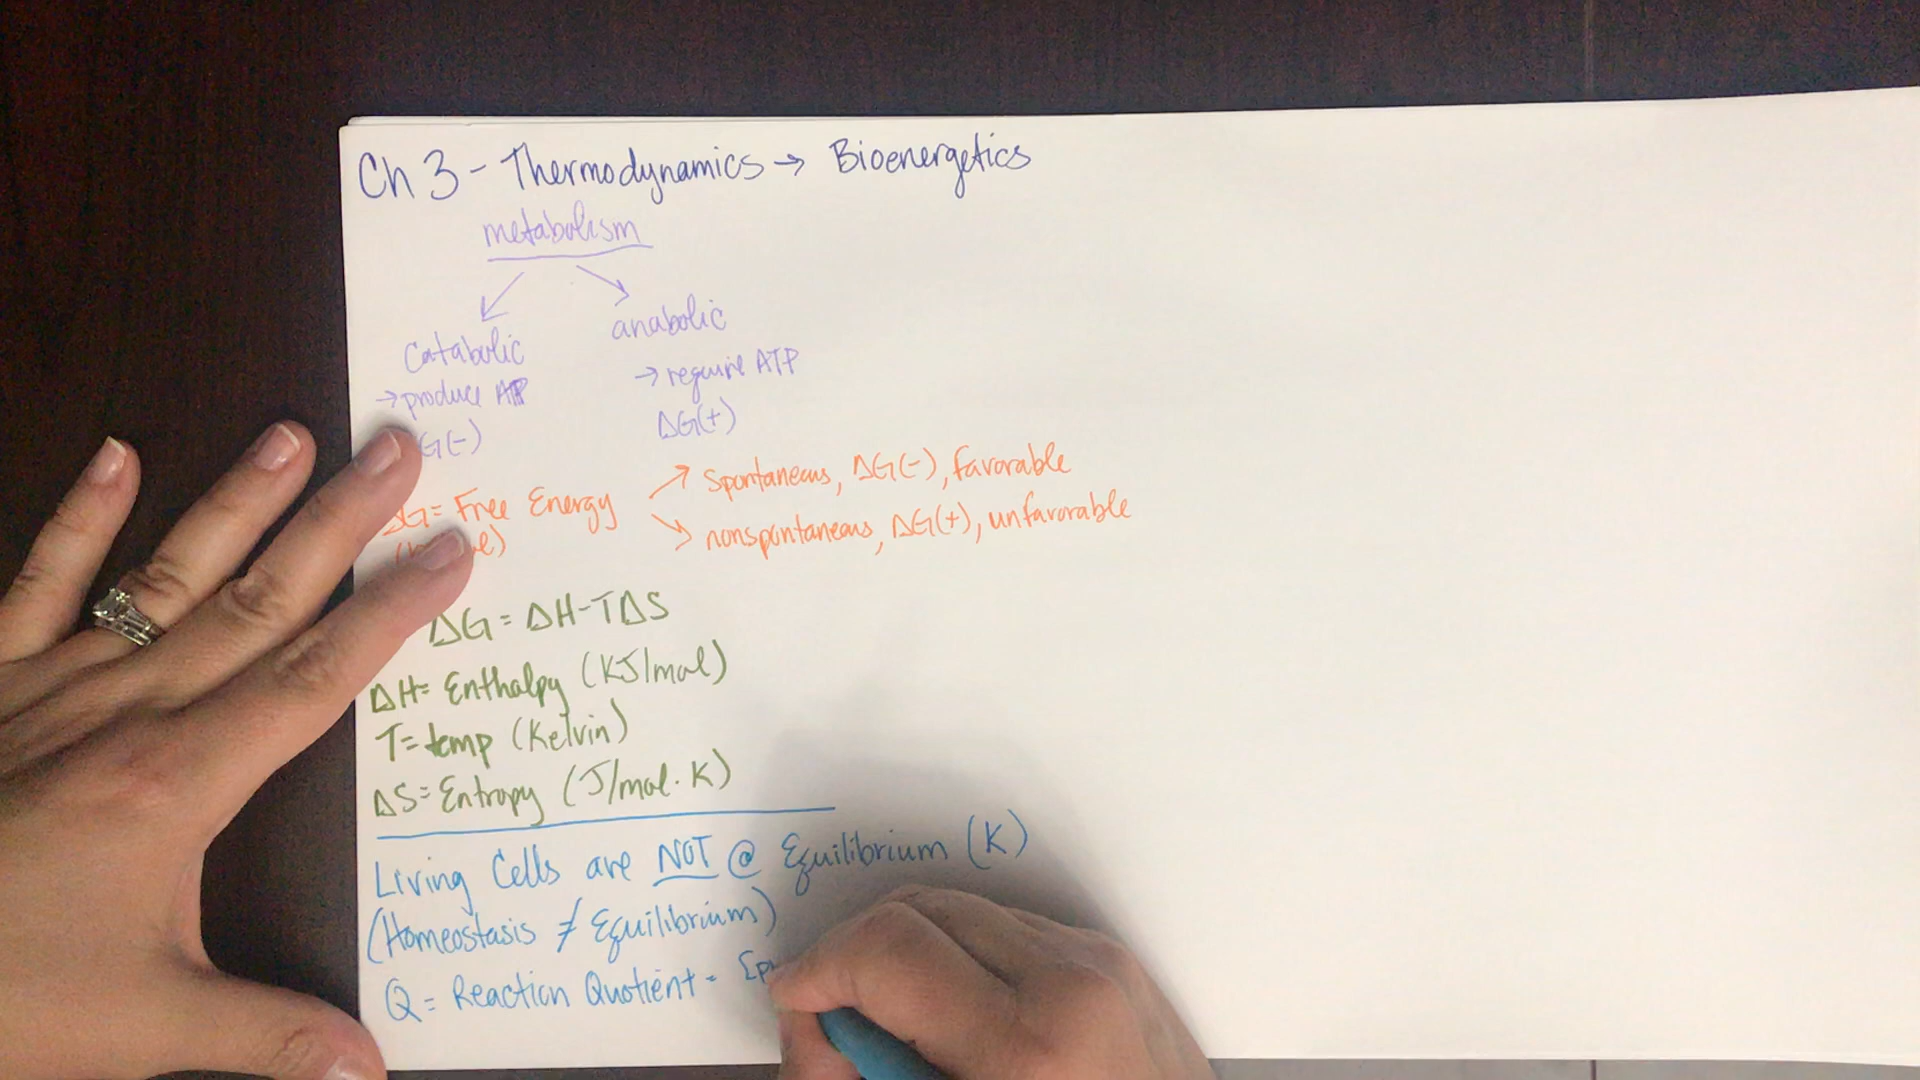 Ch 3 - Thermodynamics → Bioenergetics
metabolism
Catabolic
anabolic
→ produce ATP
→ require ATP
G(-)
ΔG(+)
ΔG = Free Energy
↗ Spontaneous, ΔG(-), favorable
↘ nonspontaneous, ΔG(+), unfavorable
ΔG = ΔH-TΔS
ΔH= Enthalpy (KJ/mol)
T= temp (Kelvin)
ΔS= Entropy (J/mol·K)
Living Cells are NOT @ Equilibrium (K)
(Homeostasis ≠ Equilibrium)
Q = Reaction Quotient =